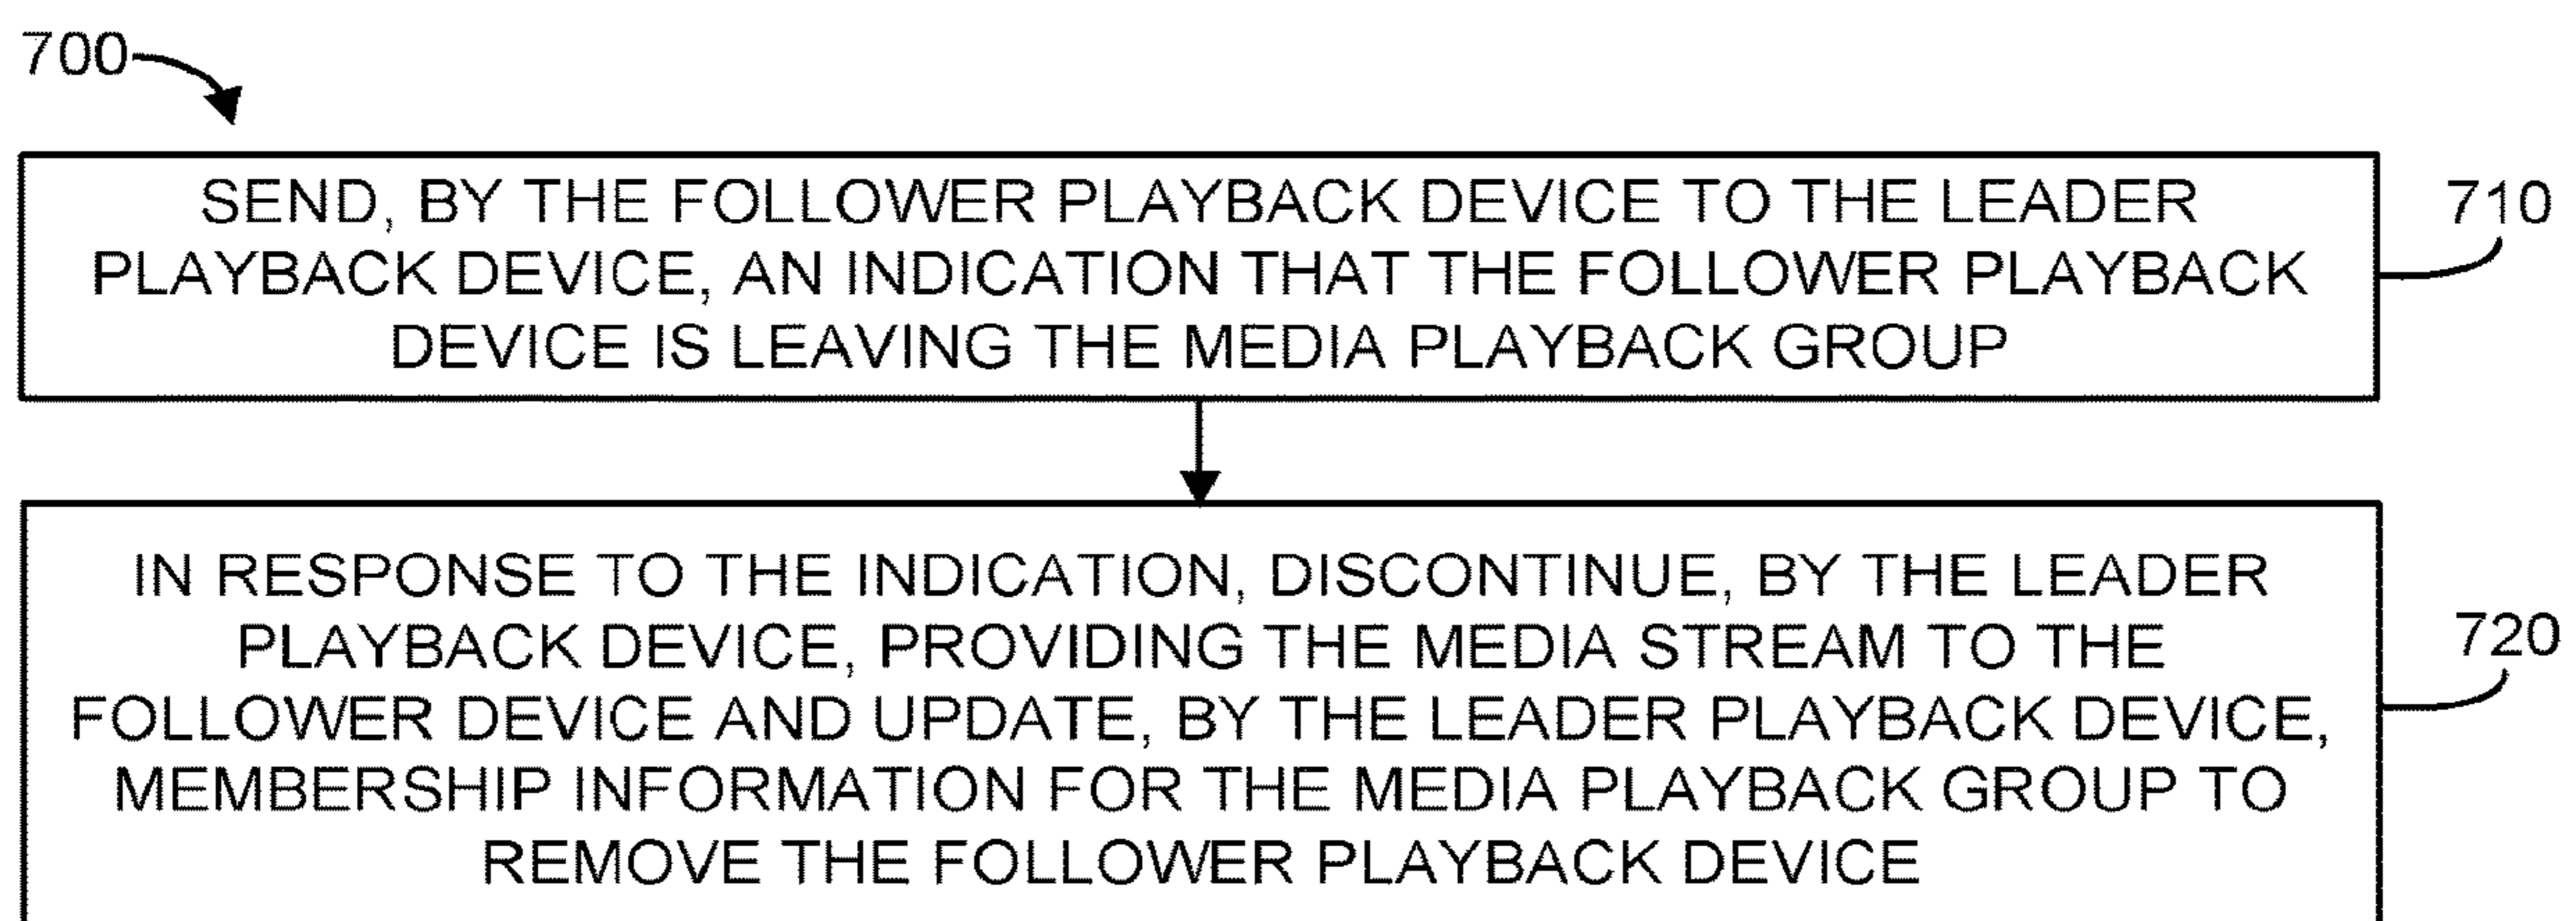 700
SEND, BY THE FOLLOWER PLAYBACK DEVICE TO THE LEADER
PLAYBACK DEVICE, AN INDICATION THAT THE FOLLOWER PLAYBACK
DEVICE IS LEAVING THE MEDIA PLAYBACK GROUP
710
IN RESPONSE TO THE INDICATION, DISCONTINUE, BY THE LEADER
PLAYBACK DEVICE, PROVIDING THE MEDIA STREAM TO THE
FOLLOWER DEVICE AND UPDATE, BY THE LEADER PLAYBACK DEVICE,
MEMBERSHIP INFORMATION FOR THE MEDIA PLAYBACK GROUP TO
REMOVE THE FOLLOWER PLAYBACK DEVICE
720